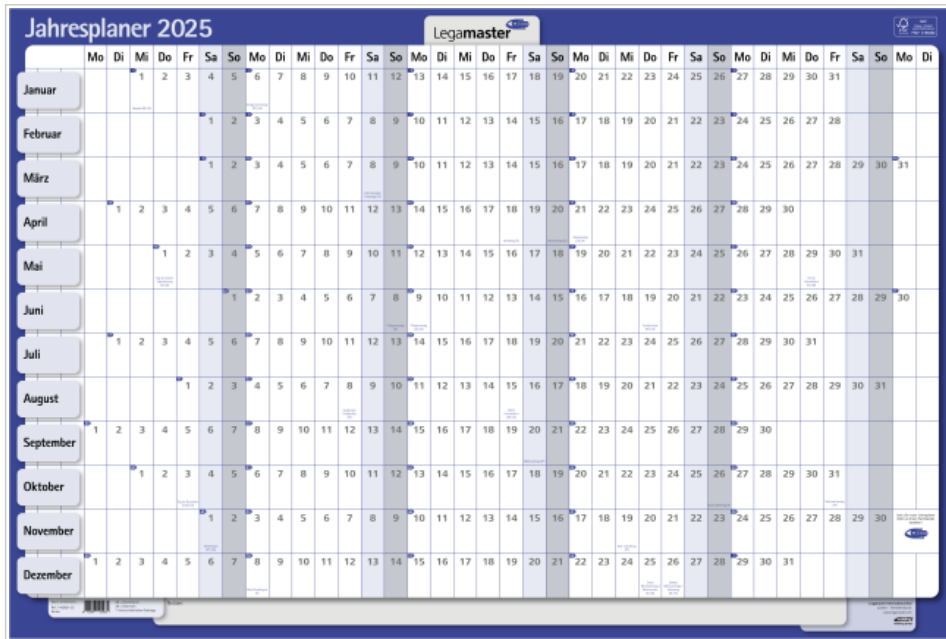 Jahresplaner 2025
Legamaster
FSC
Mo Di Mi Do Fr Sa So Mo Di Mi Do Fr Sa So Mo Di Mi Do Fr Sa So Mo Di Mi Do Fr Sa So Mo Di Mi Do Fr Sa So Mo Di
Januar 1 2 3 4 5 6 7 8 9 10 11 12 13 14 15 16 17 18 19 20 21 22 23 24 25 26 27 28 29 30 31
Februar 1 2 3 4 5 6 7 8 9 10 11 12 13 14 15 16 17 18 19 20 21 22 23 24 25 26 27 28
März 1 2 3 4 5 6 7 8 9 10 11 12 13 14 15 16 17 18 19 20 21 22 23 24 25 26 27 28 29 30 31
April 1 2 3 4 5 6 7 8 9 10 11 12 13 14 15 16 17 18 19 20 21 22 23 24 25 26 27 28 29 30
Mai 1 2 3 4 5 6 7 8 9 10 11 12 13 14 15 16 17 18 19 20 21 22 23 24 25 26 27 28 29 30 31
Juni 1 2 3 4 5 6 7 8 9 10 11 12 13 14 15 16 17 18 19 20 21 22 23 24 25 26 27 28 29 30
Juli 1 2 3 4 5 6 7 8 9 10 11 12 13 14 15 16 17 18 19 20 21 22 23 24 25 26 27 28 29 30 31
August 1 2 3 4 5 6 7 8 9 10 11 12 13 14 15 16 17 18 19 20 21 22 23 24 25 26 27 28 29 30 31
September 1 2 3 4 5 6 7 8 9 10 11 12 13 14 15 16 17 18 19 20 21 22 23 24 25 26 27 28 29 30
Oktober 1 2 3 4 5 6 7 8 9 10 11 12 13 14 15 16 17 18 19 20 21 22 23 24 25 26 27 28 29 30 31
November 1 2 3 4 5 6 7 8 9 10 11 12 13 14 15 16 17 18 19 20 21 22 23 24 25 26 27 28 29 30
Dezember 1 2 3 4 5 6 7 8 9 10 11 12 13 14 15 16 17 18 19 20 21 22 23 24 25 26 27 28 29 30 31